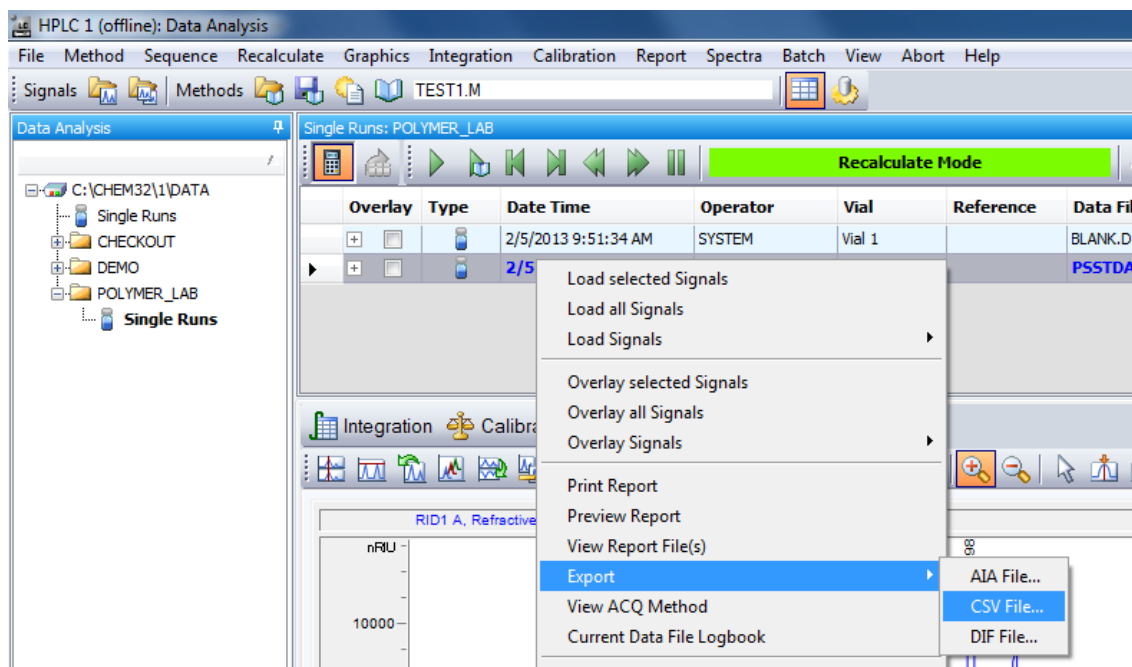 HPLC 1 (offline): Data Analysis
File Method Sequence Recalculate Graphics Integration Calibration Report Spectra Batch View Abort Help
Signals Methods TEST1.M
Data Analysis
Single Runs: POLYMER_LAB
Recalculate Mode
C:\CHEM32\1\DATA
Single Runs
CHECKOUT
DEMO
POLYMER_LAB
Single Runs
Overlay Type Date Time Operator Vial Reference Data Fil
2/5/2013 9:51:34 AM SYSTEM Vial 1 BLANK.D
2/5 PSSTDA
Load selected Signals
Load all Signals
Load Signals
Overlay selected Signals
Overlay all Signals
Overlay Signals
Print Report
Preview Report
View Report File(s)
Export
View ACQ Method
Current Data File Logbook
AIA File...
CSV File...
DIF File...
Integration Calibra
RID1 A, Refractive
nRIU
10000